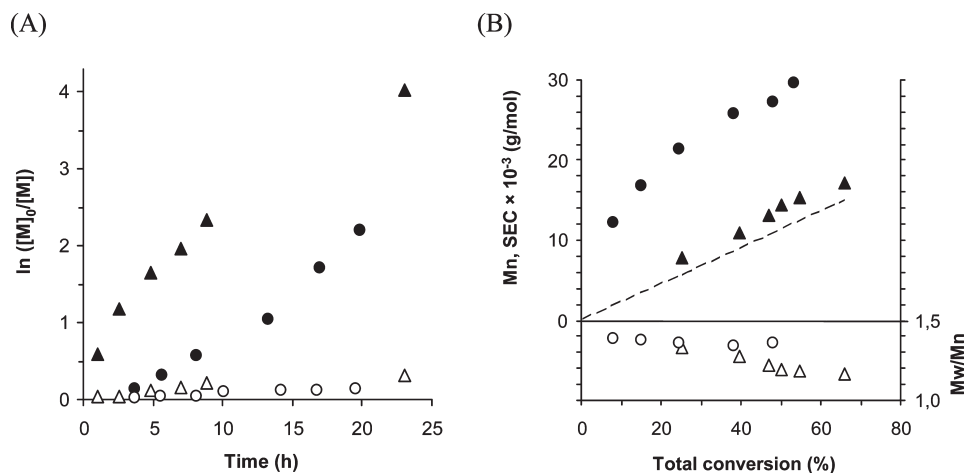 (A)
ln ([M]₀/[M])
4
3
2
1
0
0 5 10 15 20 25
Time (h)
(B)
Mn, SEC × 10⁻³ (g/mol)
30
20
10
0
1,5
1,0
Mw/Mn
0 20 40 60 80
Total conversion (%)